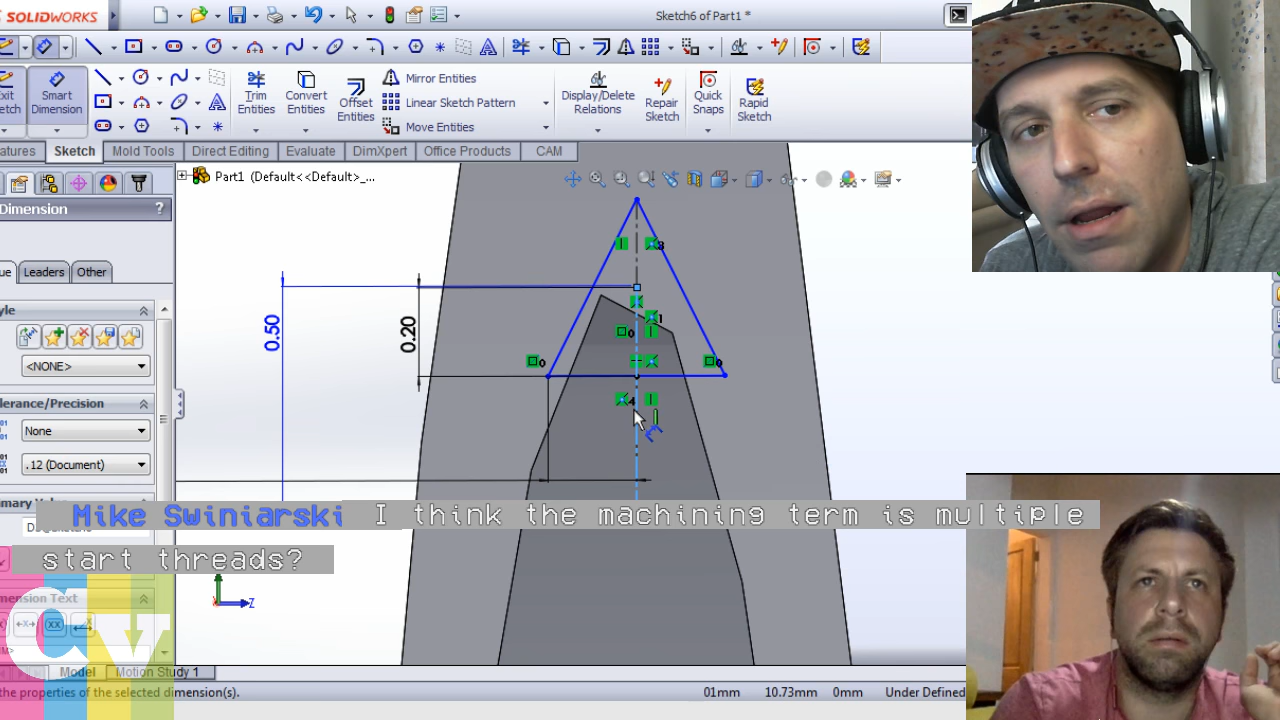 SOLIDWORKS
Sketch6 of Part1 *
Smart
Dimension
Trim
Entities
Convert
Entities
Offset
Entities
Mirror Entities
Linear Sketch Pattern
Move Entities
Display/Delete
Relations
Repair
Sketch
Quick
Snaps
Rapid
Sketch
Sketch
Mold Tools
Direct Editing
Evaluate
DimXpert
Office Products
CAM
Part1 (Default<<Default>_...
Dimension
?
Leaders
Other
<NONE>
None
.12 (Document)
0.50
0.20
Mike Swiniarski I think the machining term is multiple
start threads?
Z
CV
Model
Motion Study 1
the properties of the selected dimension(s).
01mm
10.73mm
0mm
Under Defined